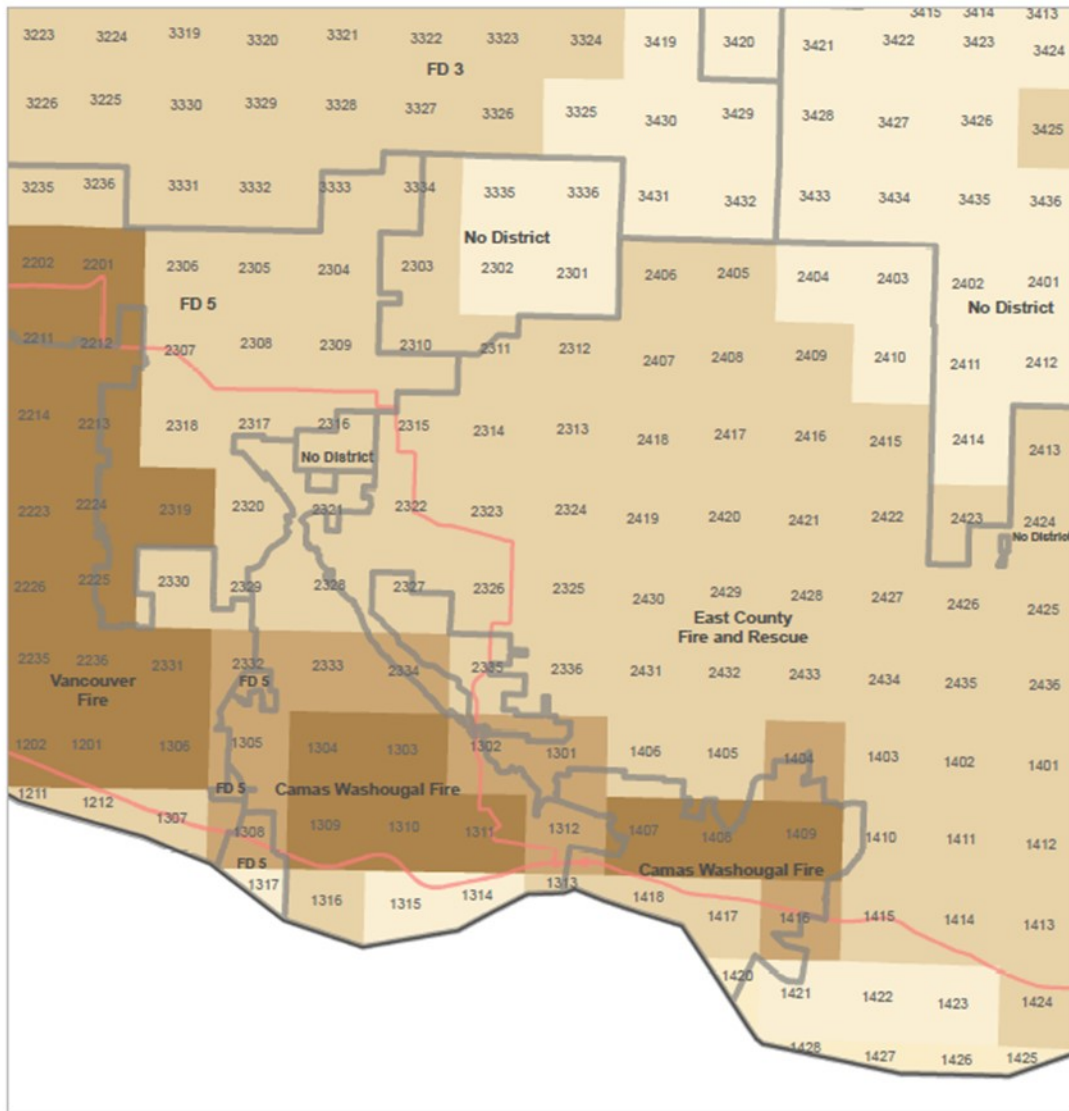 3415 3414 3413
3223 3224 3319 3320 3321 3322 3323 3324 3419 3420 3421 3422 3423 3424
FD 3
3226 3225 3330 3329 3328 3327 3326 3325 3430 3429 3428 3427 3426 3425
3235 3236 3331 3332 3333 3334 3335 3336 3431 3432 3433 3434 3435 3436
No District
2202 2201 2306 2305 2304 2303 2302 2301 2406 2405 2404 2403 2402 2401
FD 5
No District
2211 2212 2307 2308 2309 2310 2311 2312 2407 2408 2409 2410 2411 2412
2214 2213 2318 2317 2316 2315 2314 2313 2418 2417 2416 2415 2414 2413
No District
2223 2224 2319 2320 2321 2322 2323 2324 2419 2420 2421 2422 2423 2424
No District
2226 2225 2330 2329 2328 2327 2326 2325 2430 2429 2428 2427 2426 2425
East County
Fire and Rescue
2235 2236 2331 2332 2333 2334 2335 2336 2431 2432 2433 2434 2435 2436
Vancouver
Fire
FD 5
1202 1201 1306 1305 1304 1303 1302 1301 1406 1405 1404 1403 1402 1401
FD 5
Camas Washougal Fire
1211 1212 1307 1308 1309 1310 1311 1312 1407 1408 1409 1410 1411 1412
FD 5
Camas Washougal Fire
1317 1316 1315 1314 1313 1418 1417 1416 1415 1414 1413
1420 1421 1422 1423 1424
1428 1427 1426 1425